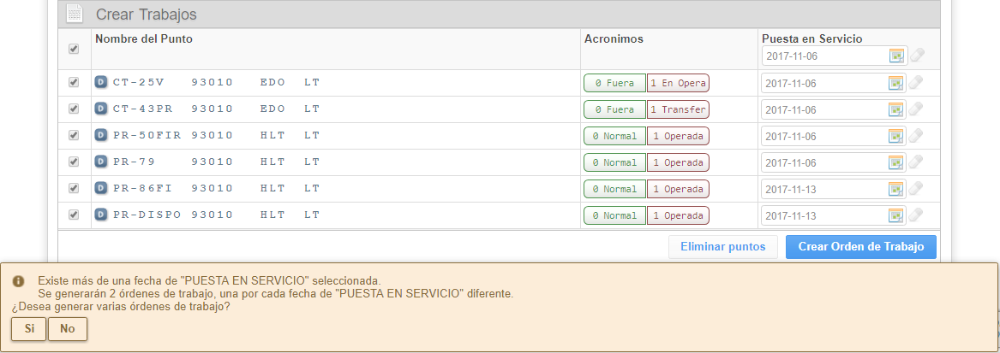 Crear Trabajos
Nombre del Punto Acronimos Puesta en Servicio
2017-11-06
D CT-25V 93010 EDO LT 0 Fuera 1 En Opera 2017-11-06
D CT-43PR 93010 EDO LT 0 Fuera 1 Transfer 2017-11-06
D PR-50FIR 93010 HLT LT 0 Normal 1 Operada 2017-11-06
D PR-79 93010 HLT LT 0 Normal 1 Operada 2017-11-06
D PR-86FI 93010 HLT LT 0 Normal 1 Operada 2017-11-13
D PR-DISPO 93010 HLT LT 0 Normal 1 Operada 2017-11-13
Eliminar puntos Crear Orden de Trabajo
Existe más de una fecha de "PUESTA EN SERVICIO" seleccionada.
Se generarán 2 órdenes de trabajo, una por cada fecha de "PUESTA EN SERVICIO" diferente.
¿Desea generar varias órdenes de trabajo?
Si No